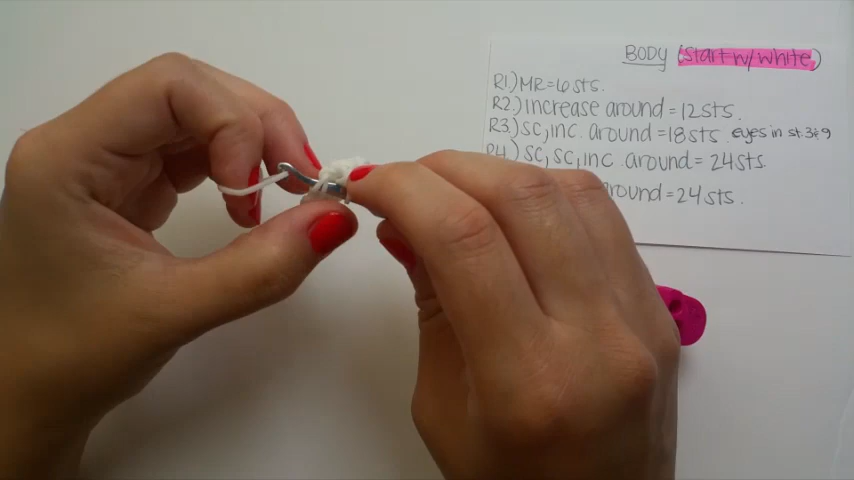 BODY (start w/ white)
R1.) MR = 6 sts.
R2.) increase around = 12 sts.
R3.) SC, inc. around = 18 sts. eyes in st. 3 & 9
R4.) SC, SC, inc around = 24 sts
around = 24 sts.